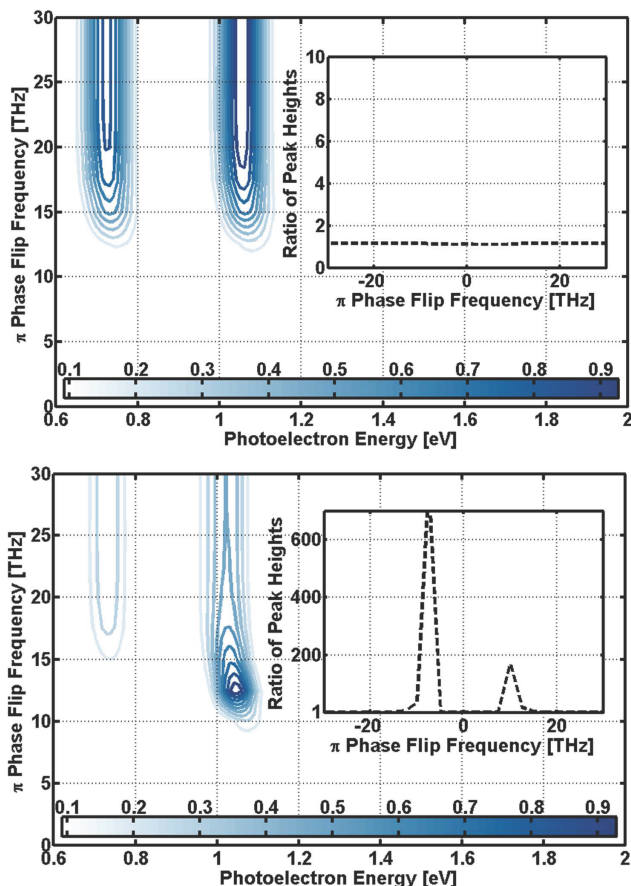 30
25
20
15
10
5
0
π Phase Flip Frequency [THz]
10
8
6
4
2
0
Ratio of Peak Heights
-20 0 20
π Phase Flip Frequency [THz]
0.1 0.2 0.3 0.4 0.5 0.6 0.7 0.8 0.9
0.6 0.8 1 1.2 1.4 1.6 1.8 2
Photoelectron Energy [eV]
30
25
20
15
10
5
0
π Phase Flip Frequency [THz]
600
400
200
1
Ratio of Peak Heights
-20 0 20
π Phase Flip Frequency [THz]
0.1 0.2 0.3 0.4 0.5 0.6 0.7 0.8 0.9
0.6 0.8 1 1.2 1.4 1.6 1.8 2
Photoelectron Energy [eV]